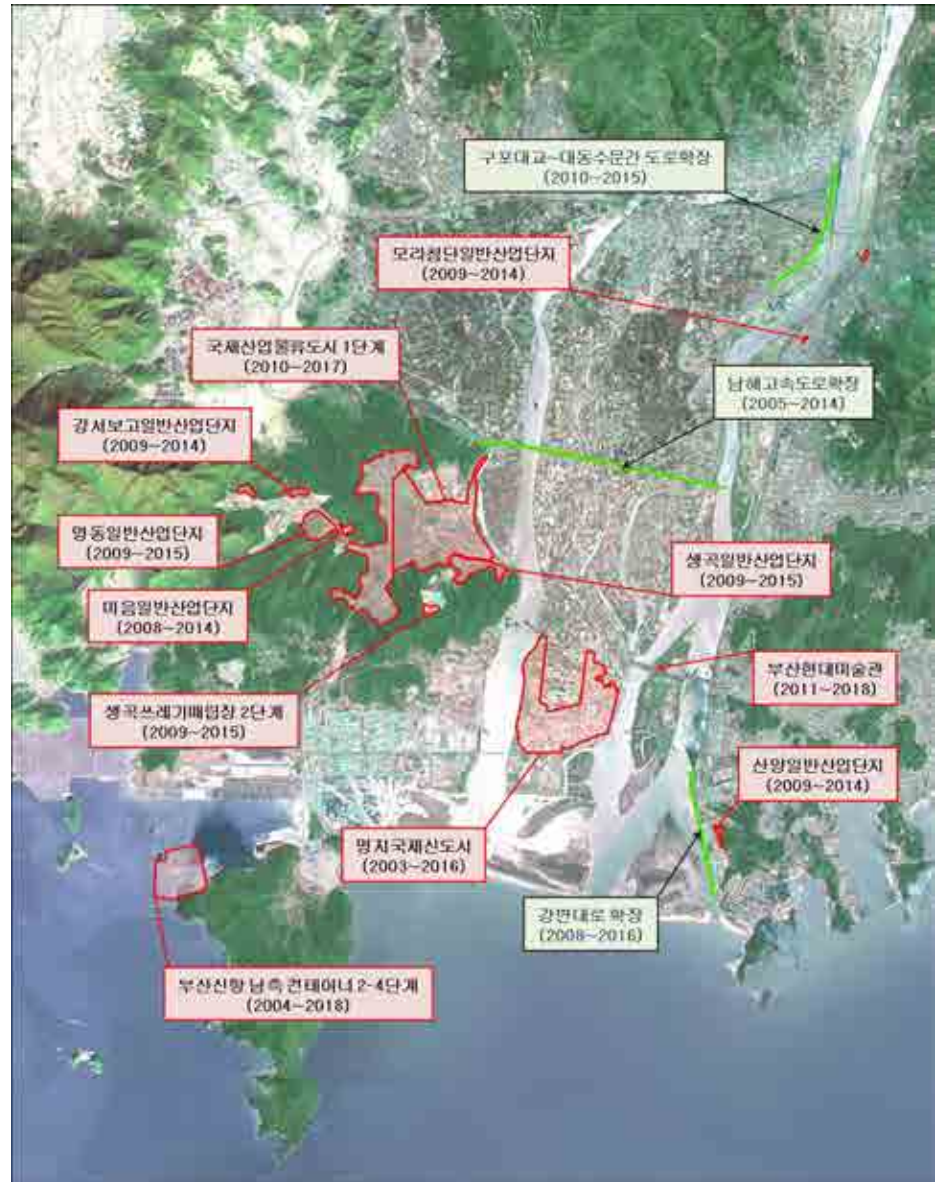 구포대교~대동수문간 도로확장
(2010~2015)
모라첨단일반산업단지
(2009~2014)
국제산업물류도시 1단계
(2010~2017)
남해고속도로확장
(2005~2014)
강서보고일반산업단지
(2009~2014)
명동일반산업단지
(2009~2015)
생곡일반산업단지
(2009~2015)
미음일반산업단지
(2008~2014)
부산현대미술관
(2011~2018)
생곡쓰레기매립장 2단계
(2009~2015)
산양일반산업단지
(2009~2014)
명지국제신도시
(2003~2016)
강변대로 확장
(2008~2016)
부산신항 남측 컨테이너 2-4단계
(2004~2018)